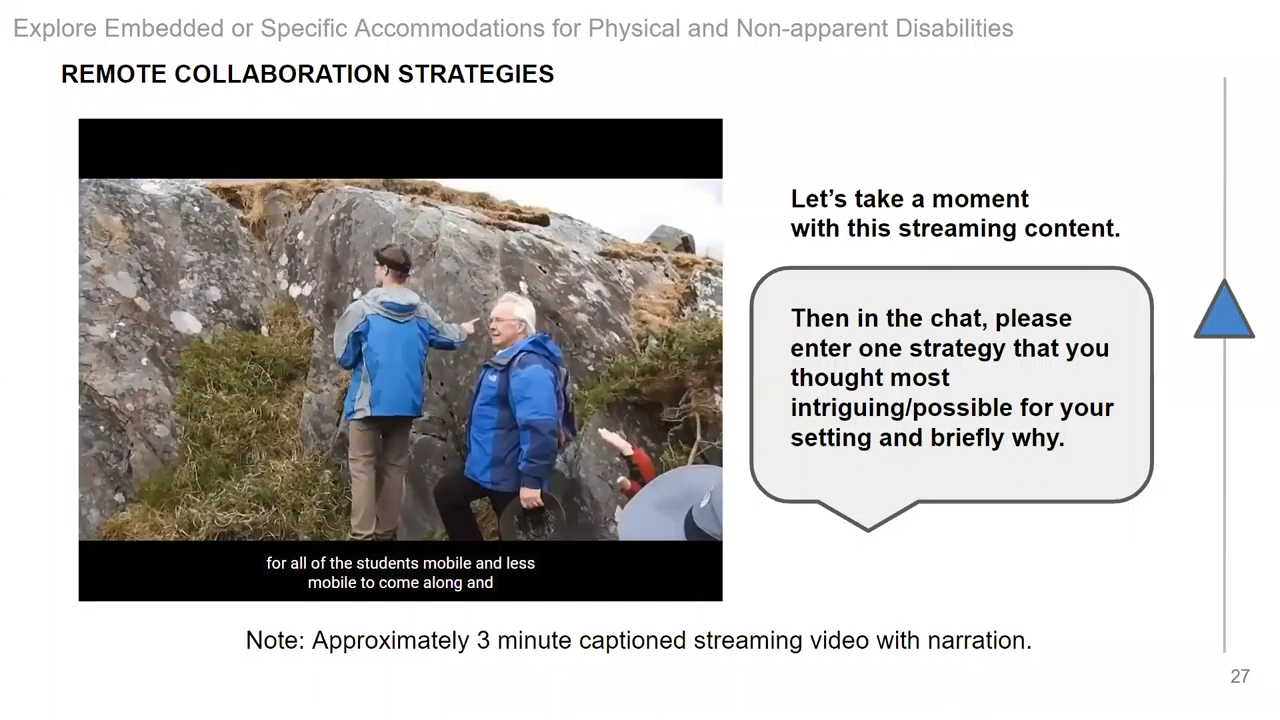 Explore Embedded or Specific Accommodations for Physical and Non-apparent Disabilities
REMOTE COLLABORATION STRATEGIES
Let’s take a moment
with this streaming content.
Then in the chat, please
enter one strategy that you
thought most
intriguing/possible for your
setting and briefly why.
for all of the students mobile and less
mobile to come along and
Note: Approximately 3 minute captioned streaming video with narration.
27